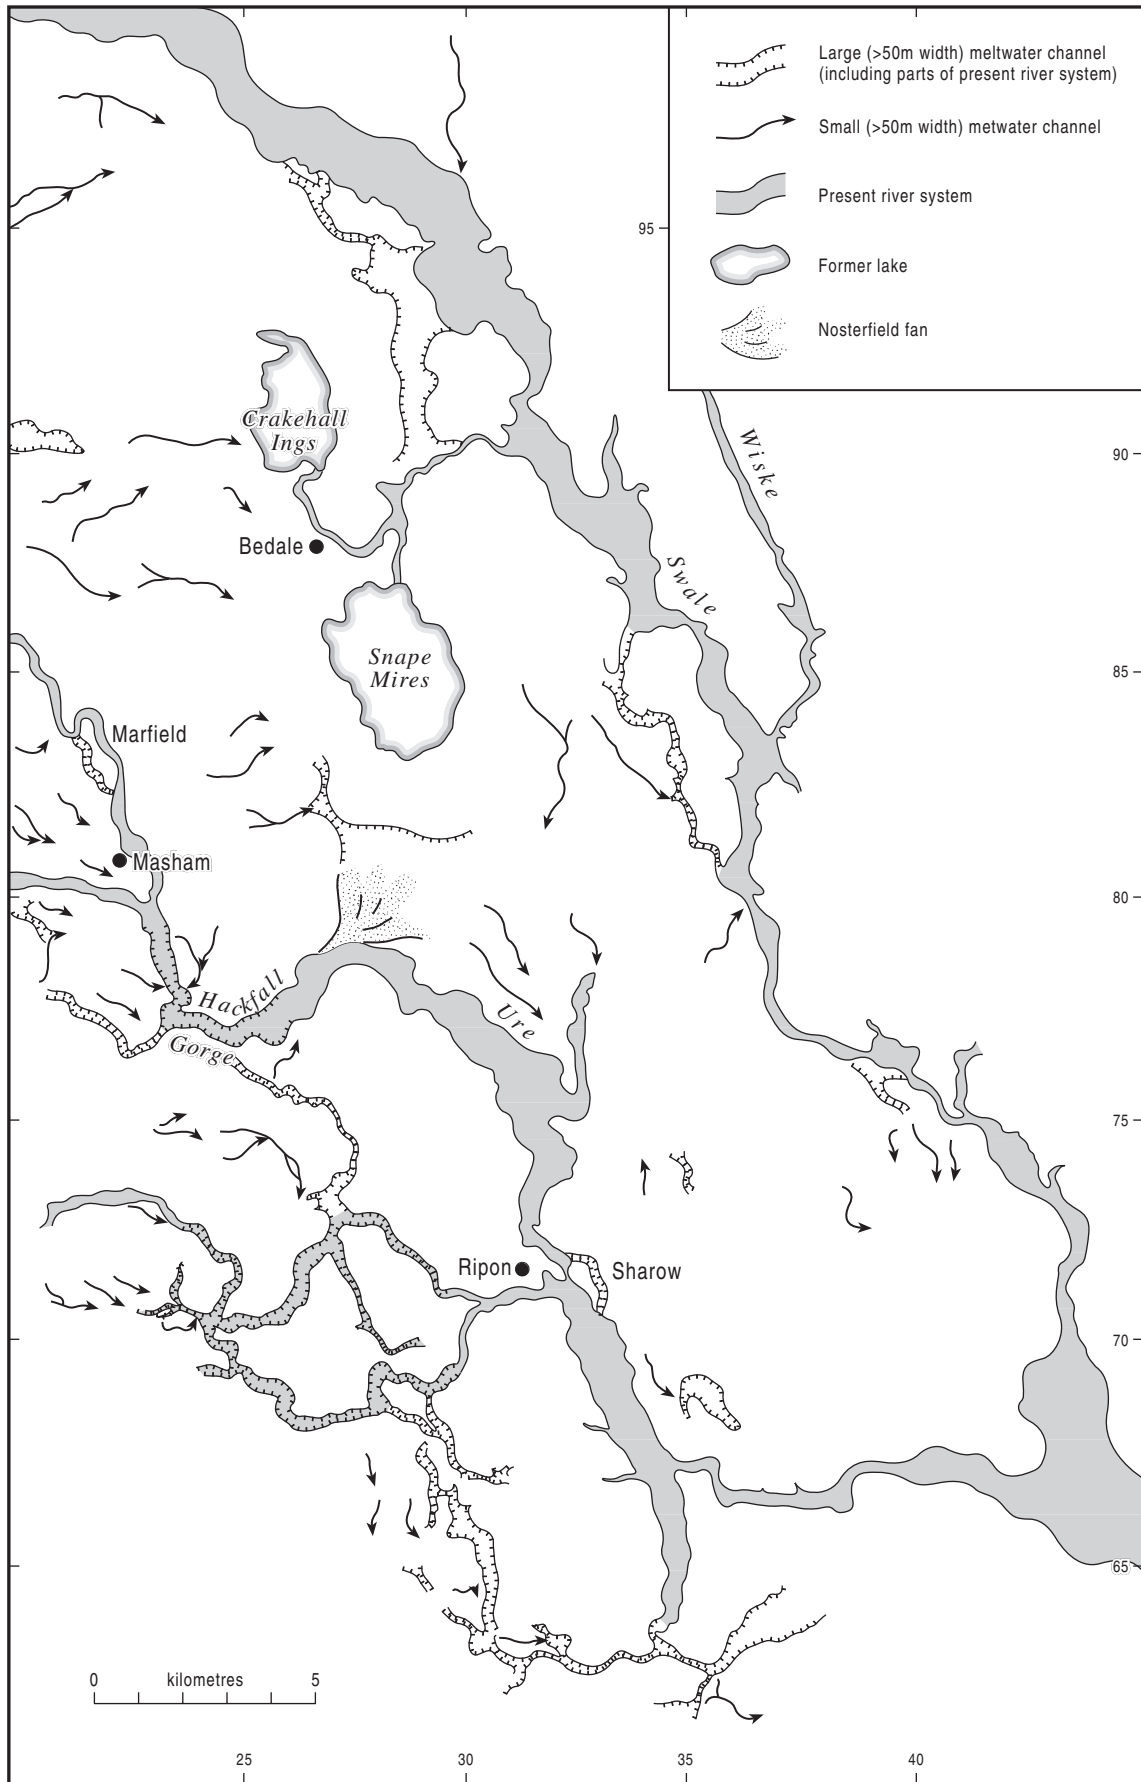 Large (>50m width) meltwater channel
(including parts of present river system)
Small (>50m width) metwater channel
Present river system
Former lake
Nosterfield fan
95
Crakehall
Ings
Wiske
90
Bedale
Swale
Snape
Mires
85
Marfield
Masham
80
Hackfall
Gorge
Ure
75
Ripon
Sharow
70
65
0 kilometres 5
25 30 35 40